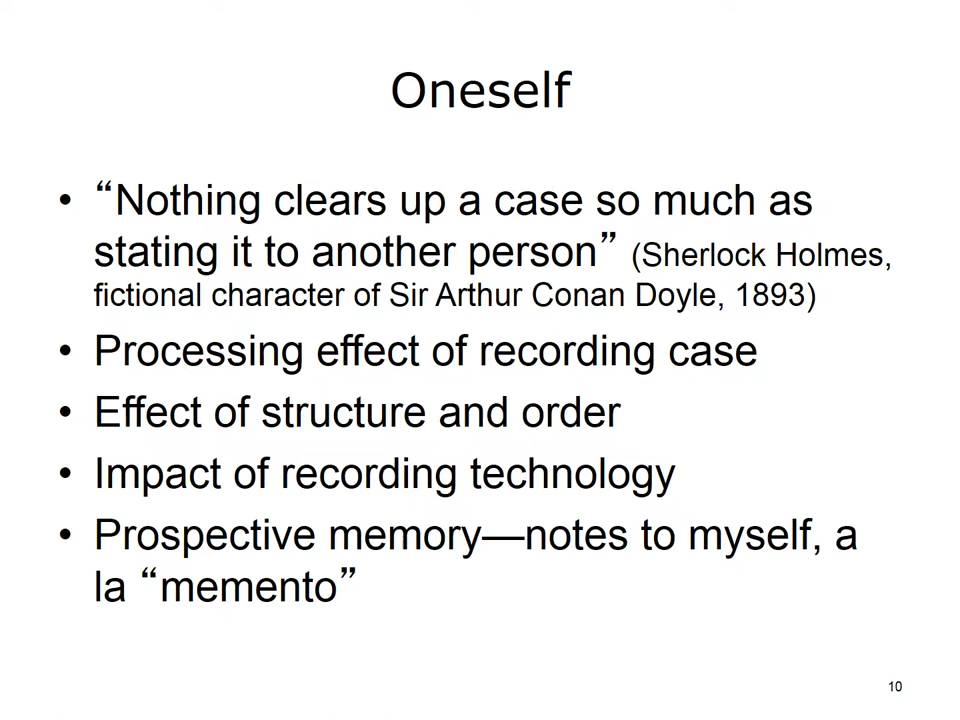 Oneself
• “Nothing clears up a case so much as
stating it to another person” (Sherlock Holmes,
fictional character of Sir Arthur Conan Doyle, 1893)
• Processing effect of recording case
• Effect of structure and order
• Impact of recording technology
• Prospective memory—notes to myself, a
la “memento”
10